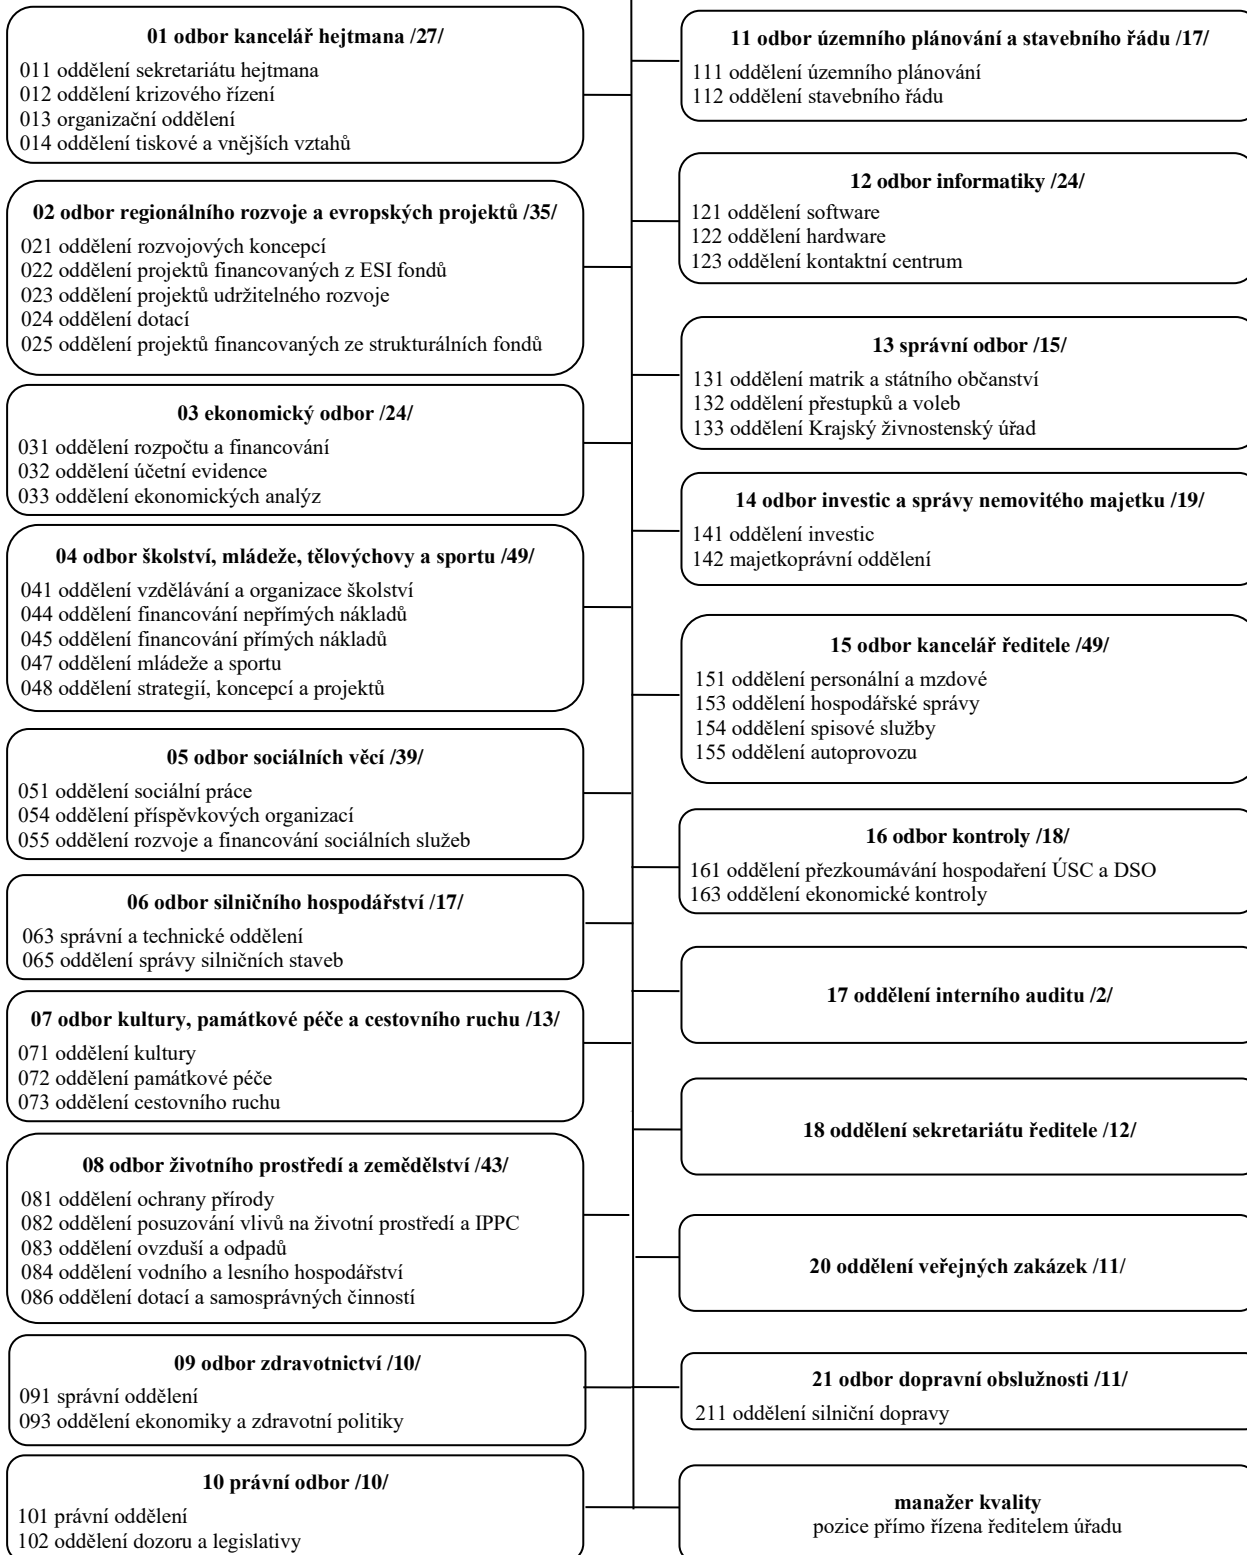 01 odbor kancelář hejtmana /27/
011 oddělení sekretariátu hejtmana
012 oddělení krizového řízení
013 organizační oddělení
014 oddělení tiskové a vnějších vztahů
02 odbor regionálního rozvoje a evropských projektů /35/
021 oddělení rozvojových koncepcí
022 oddělení projektů financovaných z ESI fondů
023 oddělení projektů udržitelného rozvoje
024 oddělení dotací
025 oddělení projektů financovaných ze strukturálních fondů
03 ekonomický odbor /24/
031 oddělení rozpočtu a financování
032 oddělení účetní evidence
033 oddělení ekonomických analýz
04 odbor školství, mládeže, tělovýchovy a sportu /49/
041 oddělení vzdělávání a organizace školství
044 oddělení financování nepřímých nákladů
045 oddělení financování přímých nákladů
047 oddělení mládeže a sportu
048 oddělení strategií, koncepcí a projektů
05 odbor sociálních věcí /39/
051 oddělení sociální práce
054 oddělení příspěvkových organizací
055 oddělení rozvoje a financování sociálních služeb
06 odbor silničního hospodářství /17/
063 správní a technické oddělení
065 oddělení správy silničních staveb
07 odbor kultury, památkové péče a cestovního ruchu /13/
071 oddělení kultury
072 oddělení památkové péče
073 oddělení cestovního ruchu
08 odbor životního prostředí a zemědělství /43/
081 oddělení ochrany přírody
082 oddělení posuzování vlivů na životní prostředí a IPPC
083 oddělení ovzduší a odpadů
084 oddělení vodního a lesního hospodářství
086 oddělení dotací a samosprávných činností
09 odbor zdravotnictví /10/
091 správní oddělení
093 oddělení ekonomiky a zdravotní politiky
10 právní odbor /10/
101 právní oddělení
102 oddělení dozoru a legislativy
11 odbor územního plánování a stavebního řádu /17/
111 oddělení územního plánování
112 oddělení stavebního řádu
12 odbor informatiky /24/
121 oddělení software
122 oddělení hardware
123 oddělení kontaktní centrum
13 správní odbor /15/
131 oddělení matrik a státního občanství
132 oddělení přestupků a voleb
133 oddělení Krajský živnostenský úřad
14 odbor investic a správy nemovitého majetku /19/
141 oddělení investic
142 majetkoprávní oddělení
15 odbor kancelář ředitele /49/
151 oddělení personální a mzdové
153 oddělení hospodářské správy
154 oddělení spisové služby
155 oddělení autoprovozu
16 odbor kontroly /18/
161 oddělení přezkoumávání hospodaření ÚSC a DSO
163 oddělení ekonomické kontroly
17 oddělení interního auditu /2/
18 oddělení sekretariátu ředitele /12/
20 oddělení veřejných zakázek /11/
21 odbor dopravní obslužnosti /11/
211 oddělení silniční dopravy
manažer kvality
pozice přímo řízena ředitelem úřadu